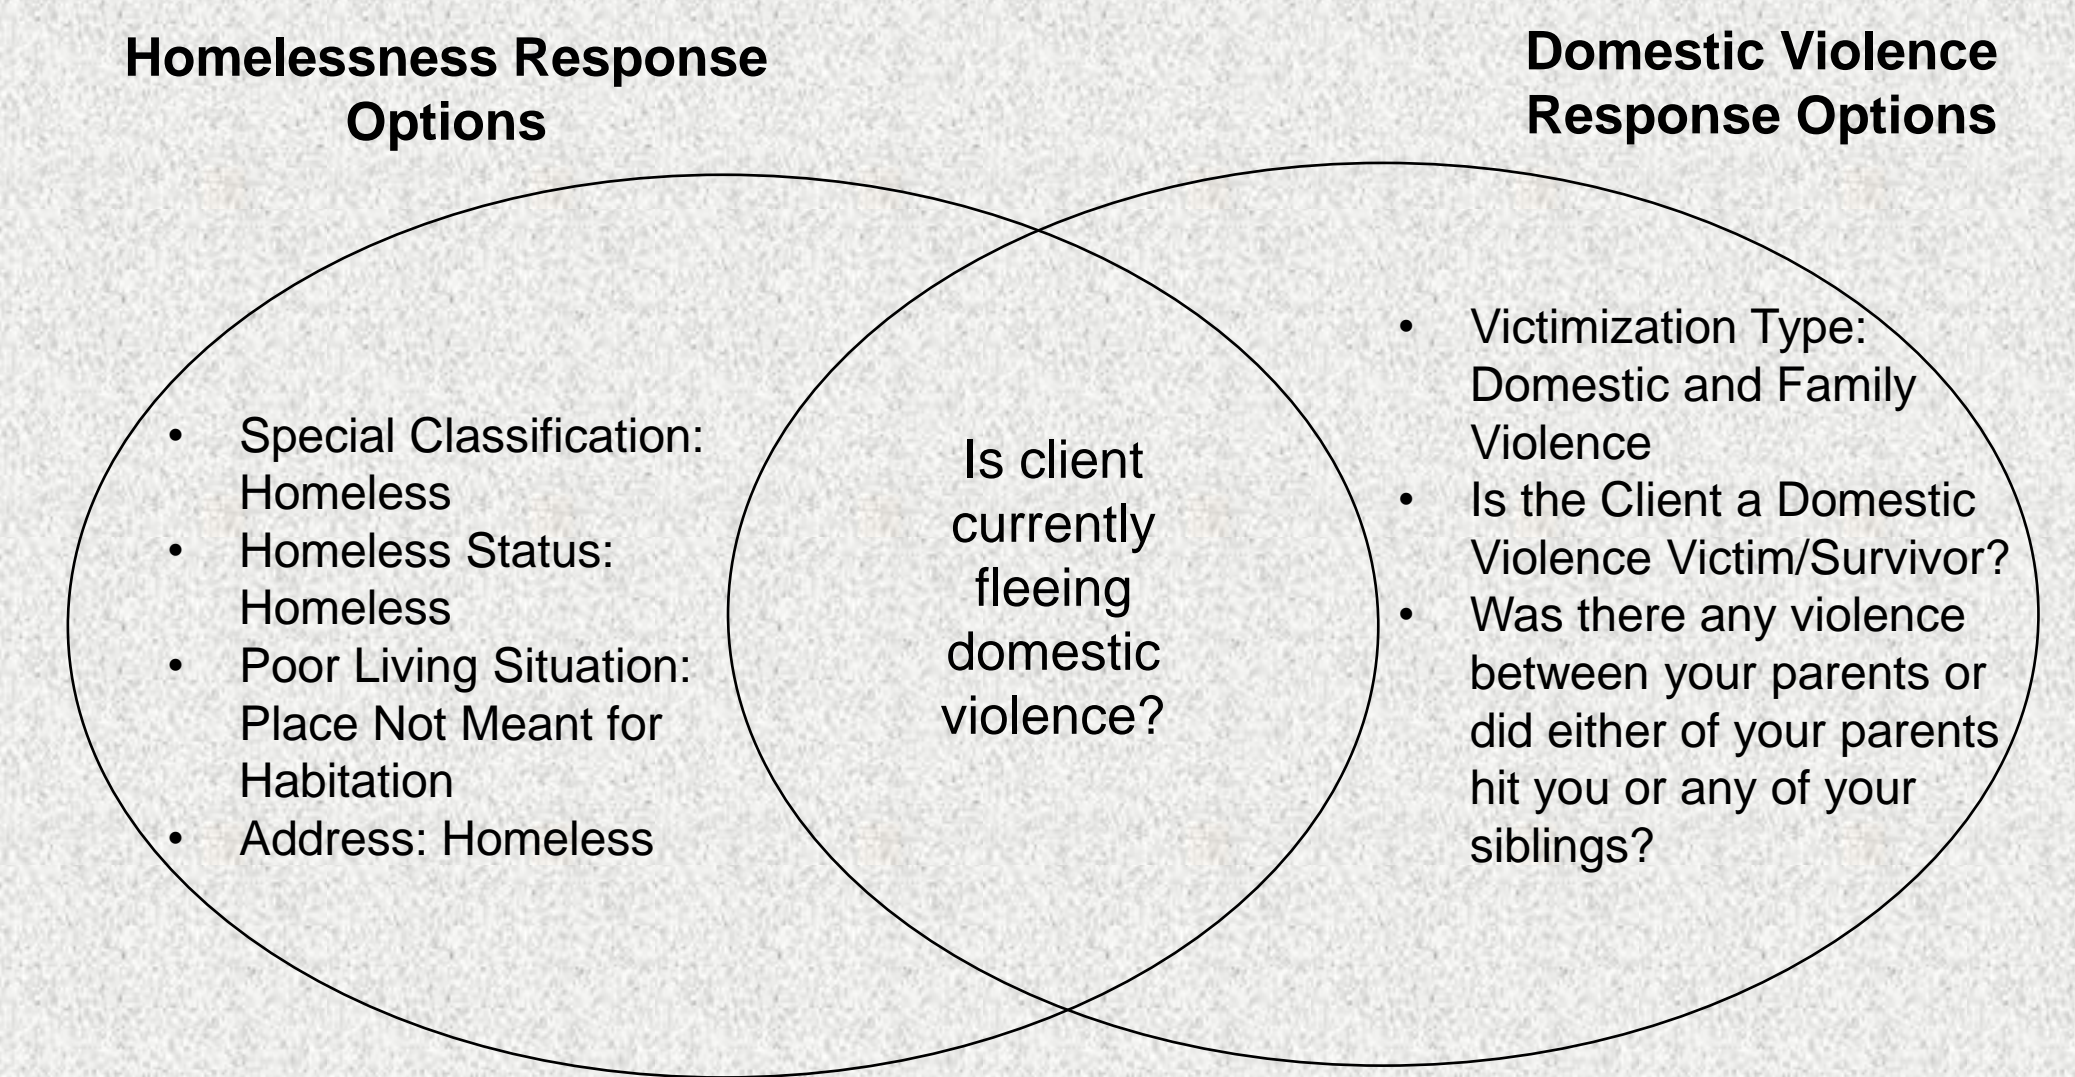 Homelessness Response
Options
Domestic Violence
Response Options
• Special Classification:
Homeless
• Homeless Status:
Homeless
• Poor Living Situation:
Place Not Meant for
Habitation
• Address: Homeless
Is client
currently
fleeing
domestic
violence?
• Victimization Type:
Domestic and Family
Violence
• Is the Client a Domestic
Violence Victim/Survivor?
• Was there any violence
between your parents or
did either of your parents
hit you or any of your
siblings?